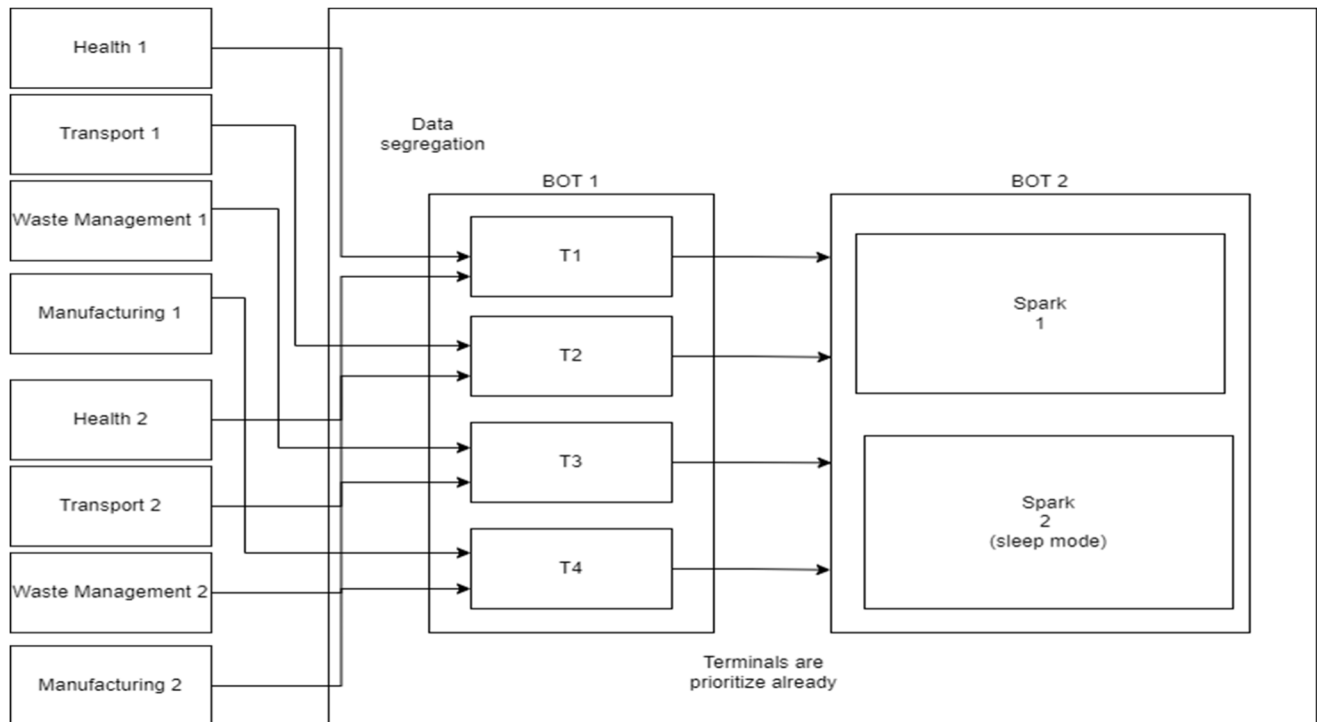 Health 1
Transport 1
Waste Management 1
Manufacturing 1
Health 2
Transport 2
Waste Management 2
Manufacturing 2
Data
segregation
BOT 1
T1
T2
T3
T4
Terminals are
prioritize already
BOT 2
Spark
1
Spark
2
(sleep mode)